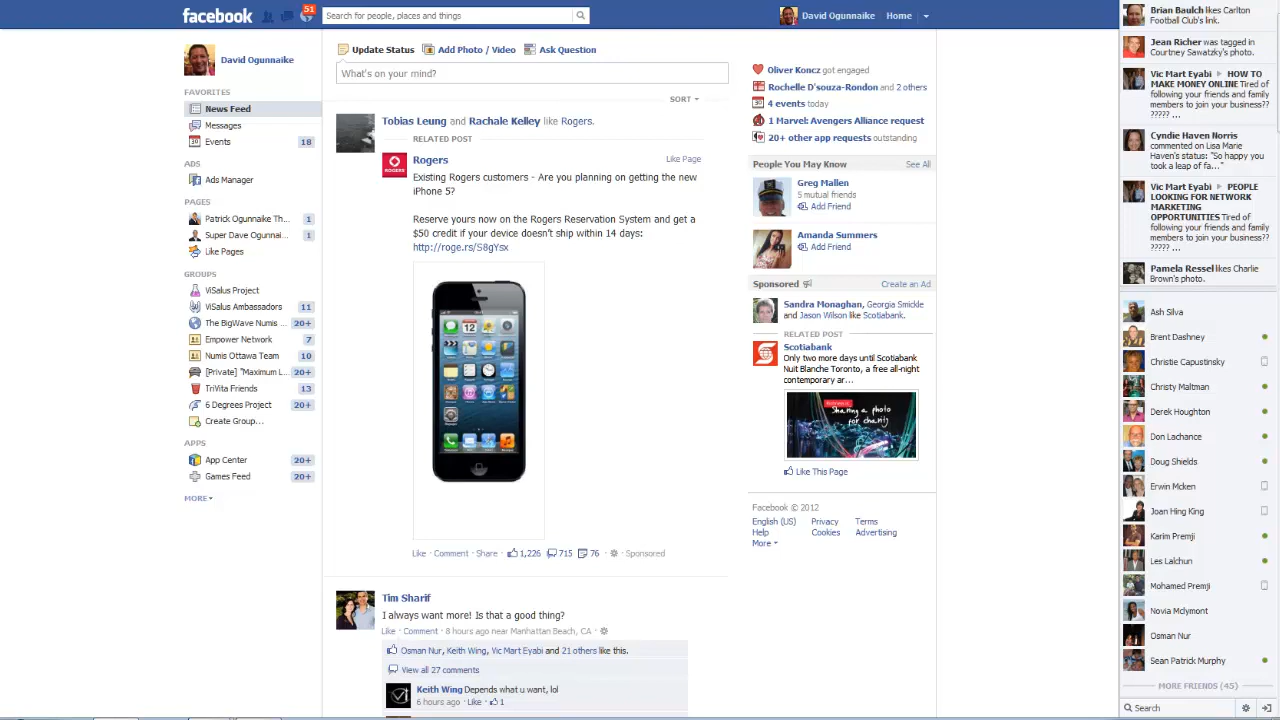 facebook
51
Search for people, places and things
David Ogunnaike
Home
David Ogunnaike
FAVORITES
News Feed
Messages
Events 18
ADS
Ads Manager
PAGES
Patrick Ogunnaike Th... 1
Super Dave Ogunnai... 1
Like Pages
GROUPS
ViSalus Project
ViSalus Ambassadors 11
The BigWave Numis ... 20+
Empower Network 7
Numis Ottawa Team 10
[Private] "Maximum L... 20+
TriVita Friends 13
6 Degrees Project 20+
Create Group...
APPS
App Center 20+
Games Feed 20+
MORE
Update Status Add Photo / Video Ask Question
What's on your mind?
SORT
Tobias Leung and Rachale Kelley like Rogers.
RELATED POST
ROGERS
Rogers Like Page
Existing Rogers customers - Are you planning on getting the new
iPhone 5?
Reserve yours now on the Rogers Reservation System and get a
$50 credit if your device doesn't ship within 14 days:
http://roge.rs/S8gYsx
12
Like · Comment · Share · 1,226 715 76 · Sponsored
Tim Sharif
I always want more! Is that a good thing?
Like · Comment · 8 hours ago near Manhattan Beach, CA ·
Osman Nur, Keith Wing, Vic Mart Eyabi and 21 others like this.
View all 27 comments
Keith Wing Depends what u want, lol
6 hours ago · Like · 1
Oliver Koncz got engaged
Rochelle D'souza-Rondon and 2 others
4 events today
1 Marvel: Avengers Alliance request
20+ other app requests outstanding
People You May Know See All
Greg Mallen
5 mutual friends
Add Friend
Amanda Summers
Add Friend
Sponsored Create an Ad
Sandra Monaghan, Georgia Smickle
and Jason Wilson like Scotiabank.
RELATED POST
Scotiabank
Only two more days until Scotiabank
Nuit Blanche Toronto, a free all-night
contemporary ar...
Sharing a photo
for charity
Like This Page
Facebook © 2012
English (US) Privacy Terms
Help Cookies Advertising
More
Brian Baulch likes Carlton
Football Club's link.
Jean Richer was tagged in
Courtney Sawatzky's photo.
Vic Mart Eyabi HOW TO
MAKE MONEY ONLINE Tired of
following your friends and family
members to join your business??
????? ...
Cyndie Haven Norris
commented on Lisa Marie
Haven's status: "So happy you
took a leap of fa...
Vic Mart Eyabi PEOPLE
LOOKING FOR NETWORK
MARKETING
OPPORTUNITIES Tired of
following your friends and family
members to join your business??
????? ...
Pamela Ressel likes Charlie
Brown's photo.
Ash Silva
Brent Dashney
Christie Capustinsky
Christy Maltman
Derek Houghton
Don Lachance
Doug Shields
Ervin Mcken
Joan Hing King
Karim Premji
Les Lalchun
Mohamed Premji
Novia Mclymont
Osman Nur
Sean Patrick Murphy
MORE FRIENDS (45)
Search